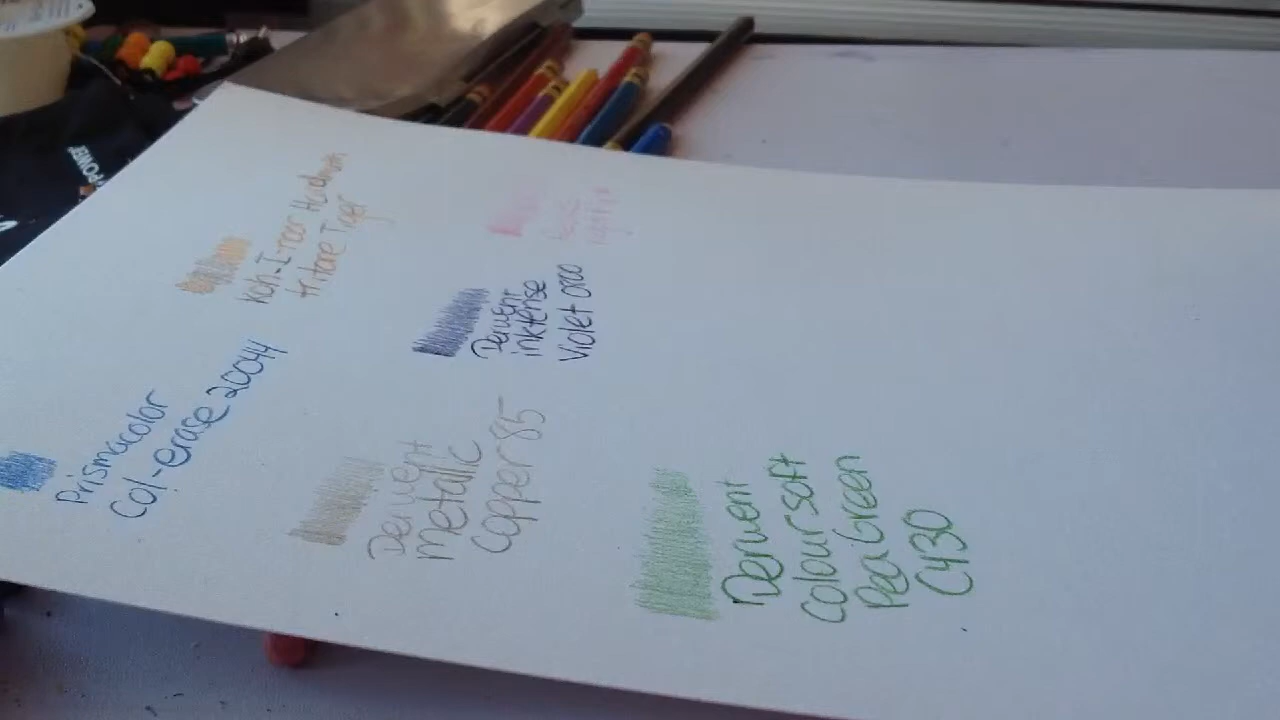 Prismacolor
Col-erase 20044
Koh-I-noor Hardtmuth
tritone Tiger
Derwent
Metallic
Copper 85
Derwent
inktense
Violet 0700
Derwent
Coloursoft
Pea Green
C430
POWER